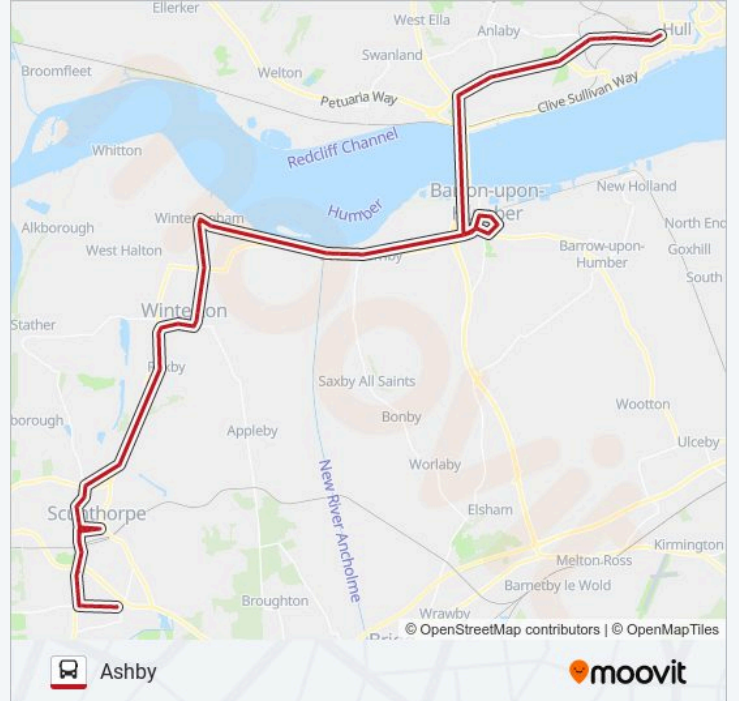 Ellerker
West Ella
Anlaby
Hull
Swanland
Broomfleet
Welton
Petuaria Way
Clive Sullivan Way
Redcliff Channel
Whitton
Humber
New Holland
Alkborough
North End
Goxhill
West Halton
Barrow-upon-
Humber
South
Stather
Saxby All Saints
Wootton
Bonby
Appleby
Ulceby
Worlaby
New River Ancholme
Elsham
Kirmington
Melton Ross
Barnetby le Wold
Broughton
Wrawby
© OpenStreetMap contributors | © OpenMapTiles
Ashby
moovit